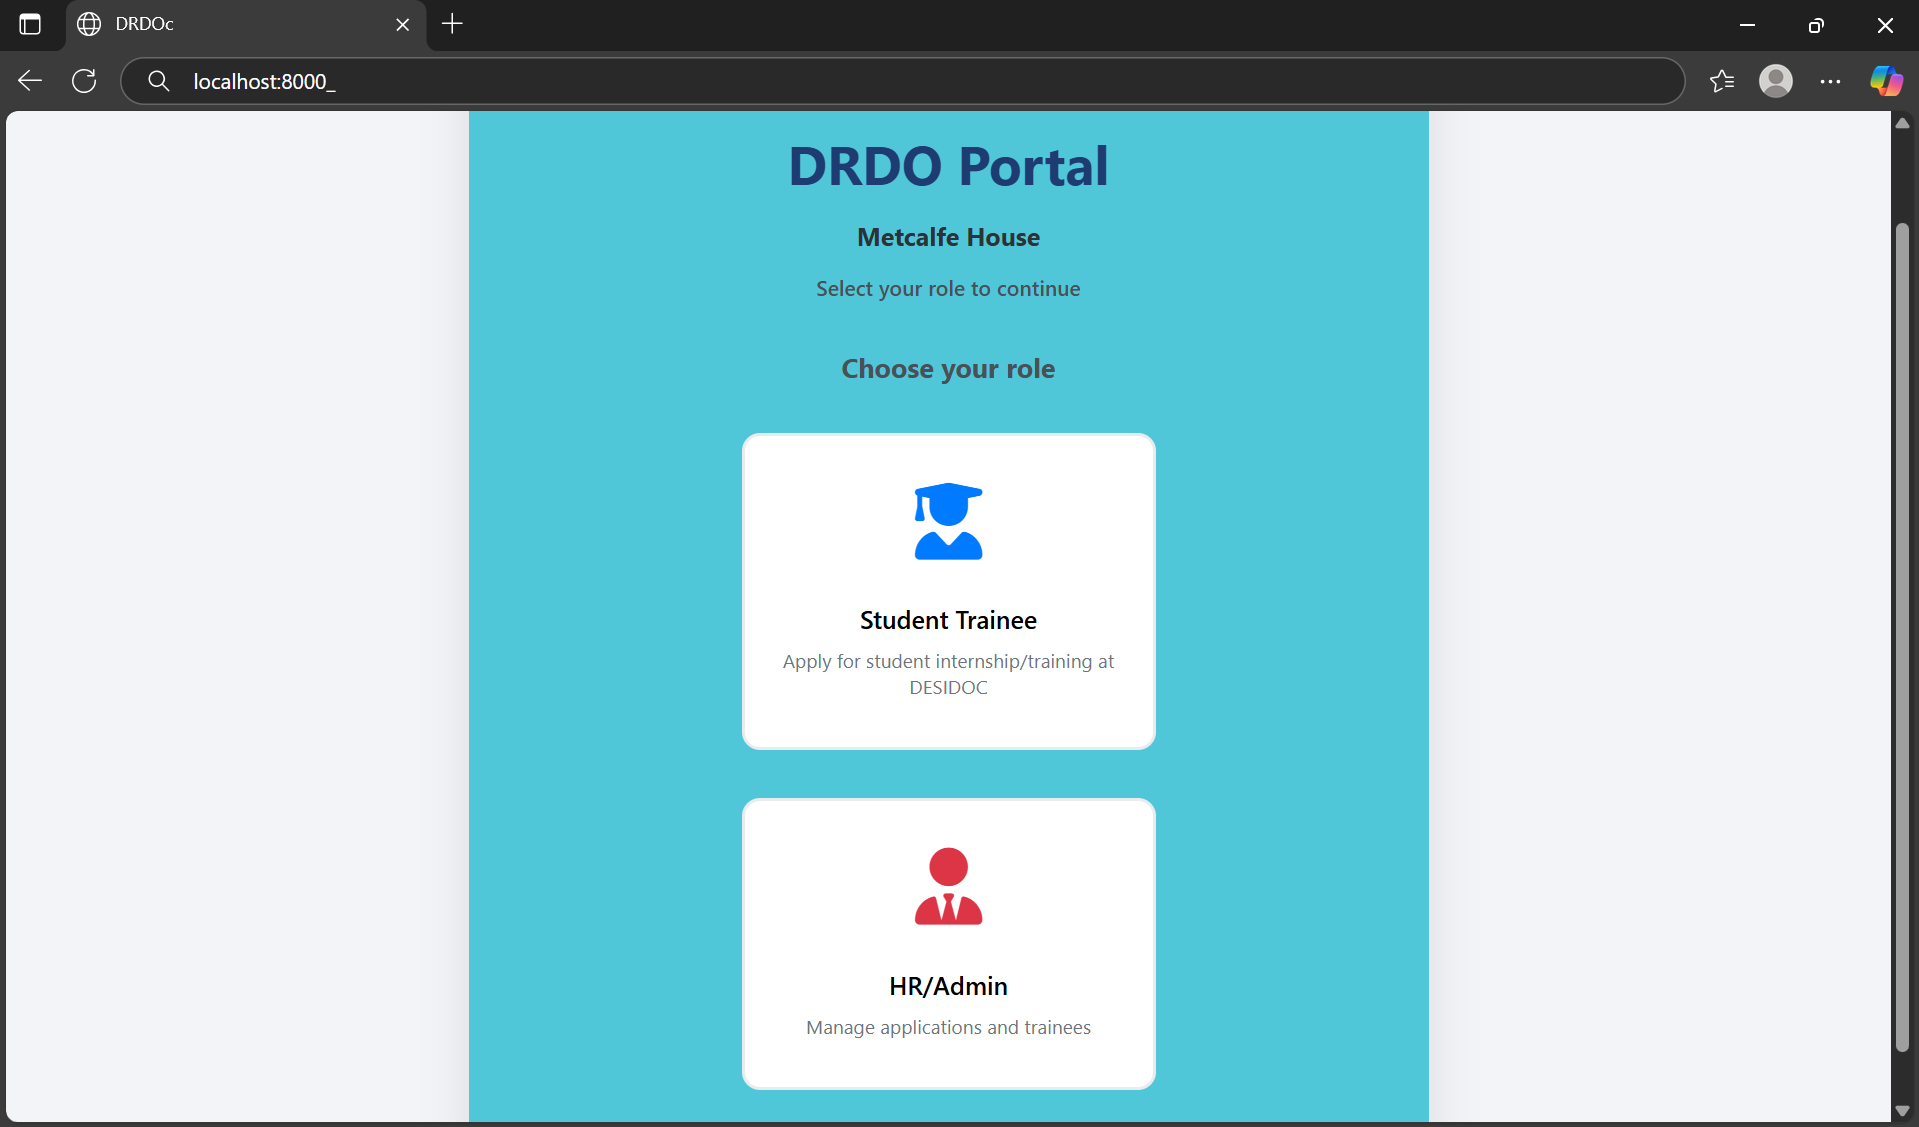 DRDOc
localhost:8000_
DRDO Portal
Metcalfe House
Select your role to continue
Choose your role
Student Trainee
Apply for student internship/training at
DESIDOC
HR/Admin
Manage applications and trainees